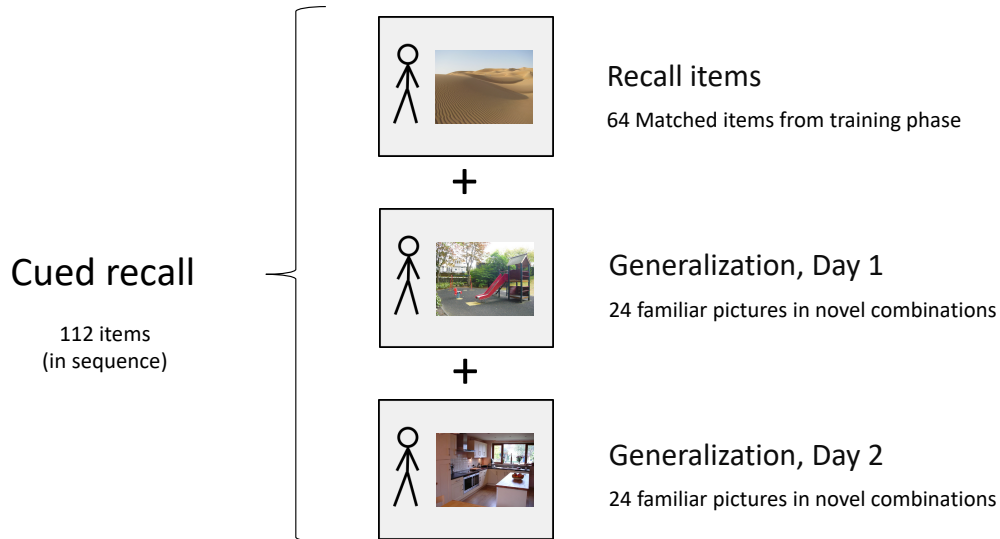 Cued recall
112 items
(in sequence)
+
+
Recall items
64 Matched items from training phase
Generalization, Day 1
24 familiar pictures in novel combinations
Generalization, Day 2
24 familiar pictures in novel combinations